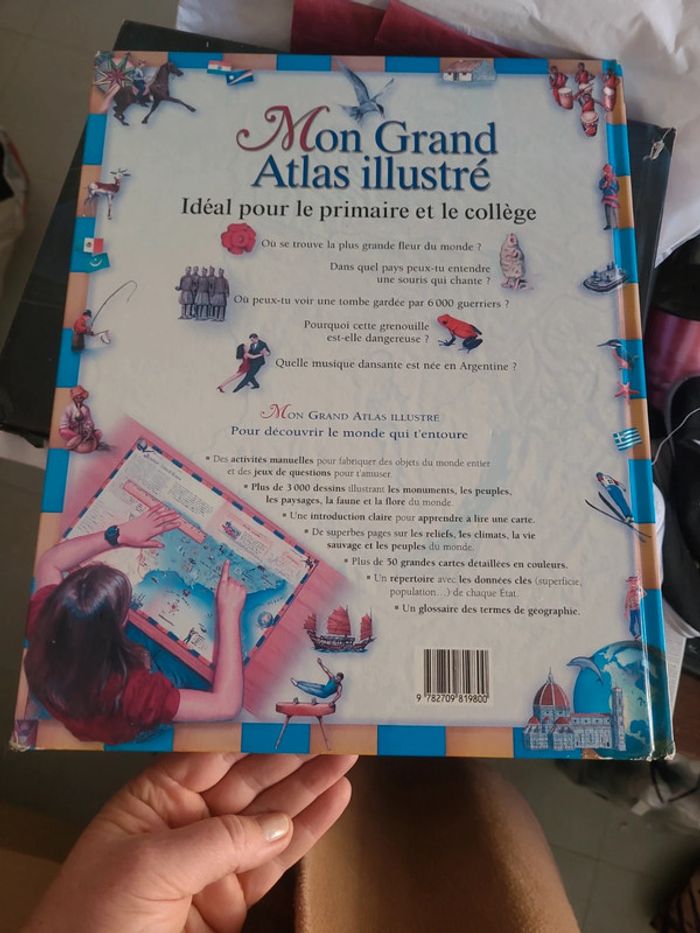 Mon Grand
Atlas illustré
Idéal pour le primaire et le collège
Où se trouve la plus grande fleur du monde ?
Dans quel pays peux-tu entendre
une souris qui chante ?
Où peux-tu voir une tombe gardée par 6 000 guerriers ?
Pourquoi cette grenouille
est-elle dangereuse ?
Quelle musique dansante est née en Argentine ?
MON GRAND ATLAS ILLUSTRÉ
Pour découvrir le monde qui t'entoure
▪ Des activités manuelles pour fabriquer des objets du monde entier
et des jeux de questions pour t'amuser.
▪ Plus de 3 000 dessins illustrant les monuments, les peuples,
les paysages, la faune et la flore du monde.
▪ Une introduction claire pour apprendre à lire une carte.
▪ De superbes pages sur les reliefs, les climats, la vie
sauvage et les peuples du monde.
▪ Plus de 50 grandes cartes détaillées en couleurs.
▪ Un répertoire avec les données clés (superficie,
population…) de chaque État.
▪ Un glossaire des termes de géographie.
9 782709 819800